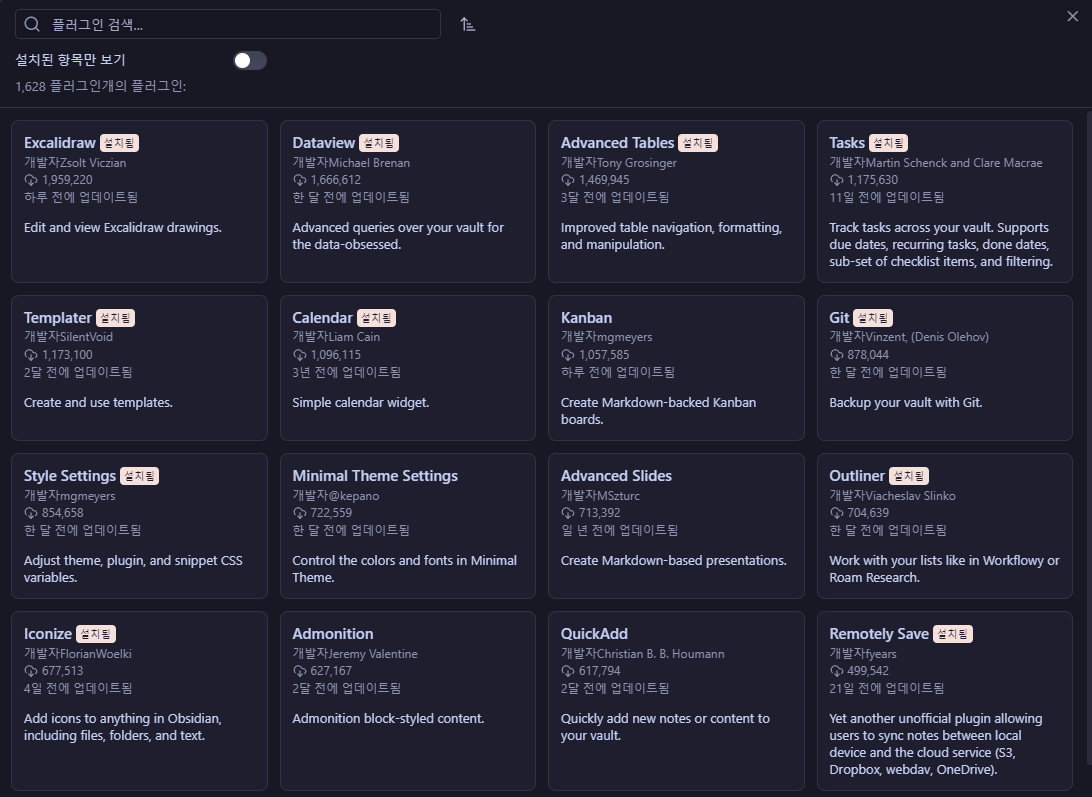 플러그인 검색...
설치된 항목만 보기
1,628 플러그인개의 플러그인:
Excalidraw 설치됨
개발자Zsolt Viczian
1,959,220
하루 전에 업데이트됨
Edit and view Excalidraw drawings.
Dataview 설치됨
개발자Michael Brenan
1,666,612
한 달 전에 업데이트됨
Advanced queries over your vault for
the data-obsessed.
Advanced Tables 설치됨
개발자Tony Grosinger
1,469,945
3달 전에 업데이트됨
Improved table navigation, formatting,
and manipulation.
Tasks 설치됨
개발자Martin Schenck and Clare Macrae
1,175,630
11일 전에 업데이트됨
Track tasks across your vault. Supports
due dates, recurring tasks, done dates,
sub-set of checklist items, and filtering.
Templater 설치됨
개발자SilentVoid
1,173,100
2달 전에 업데이트됨
Create and use templates.
Calendar 설치됨
개발자Liam Cain
1,096,115
3년 전에 업데이트됨
Simple calendar widget.
Kanban
개발자mgmeyers
1,057,585
하루 전에 업데이트됨
Create Markdown-backed Kanban
boards.
Git 설치됨
개발자Vinzent, (Denis Olehov)
878,044
한 달 전에 업데이트됨
Backup your vault with Git.
Style Settings 설치됨
개발자mgmeyers
854,658
한 달 전에 업데이트됨
Adjust theme, plugin, and snippet CSS
variables.
Minimal Theme Settings
개발자@kepano
722,559
한 달 전에 업데이트됨
Control the colors and fonts in Minimal
Theme.
Advanced Slides
개발자MSzturc
713,392
일 년 전에 업데이트됨
Create Markdown-based presentations.
Outliner 설치됨
개발자Viacheslav Slinko
704,639
한 달 전에 업데이트됨
Work with your lists like in Workflowy or
Roam Research.
Iconize 설치됨
개발자FlorianWoelki
677,513
4일 전에 업데이트됨
Add icons to anything in Obsidian,
including files, folders, and text.
Admonition
개발자Jeremy Valentine
627,167
2달 전에 업데이트됨
Admonition block-styled content.
QuickAdd
개발자Christian B. B. Houmann
617,794
2달 전에 업데이트됨
Quickly add new notes or content to
your vault.
Remotely Save 설치됨
개발자fyears
499,542
21일 전에 업데이트됨
Yet another unofficial plugin allowing
users to sync notes between local
device and the cloud service (S3,
Dropbox, webdav, OneDrive).